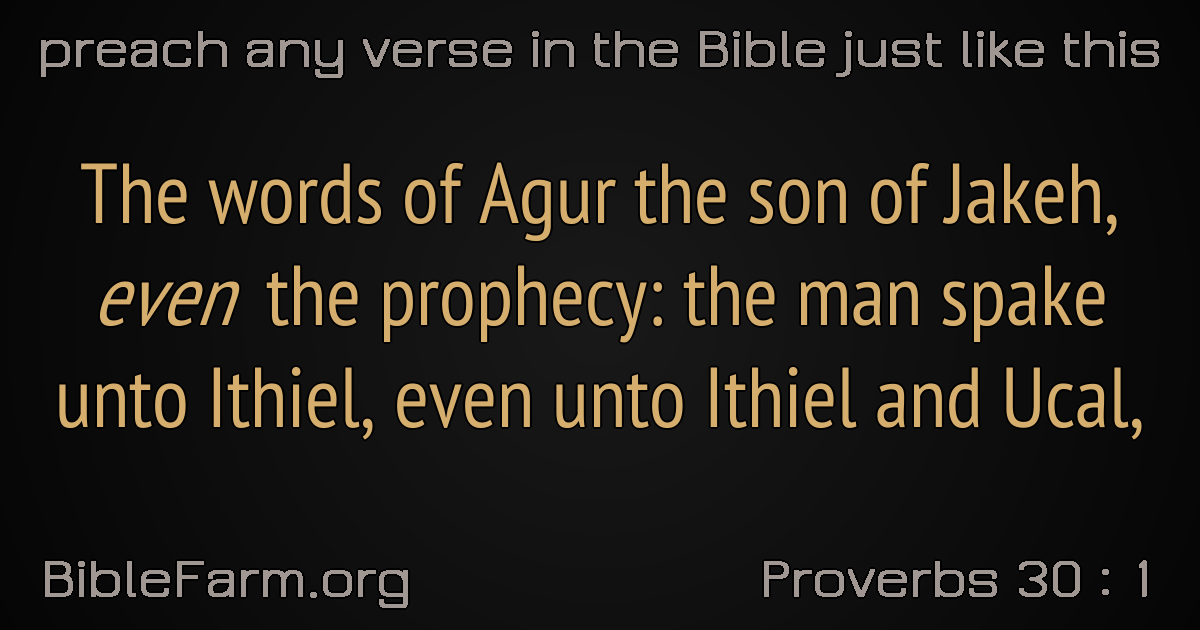 preach any verse in the Bible just like this
The words of Agur the son of Jakeh,
even the prophecy: the man spake
unto Ithiel, even unto Ithiel and Ucal,
BibleFarm.org
Proverbs 30 : 1